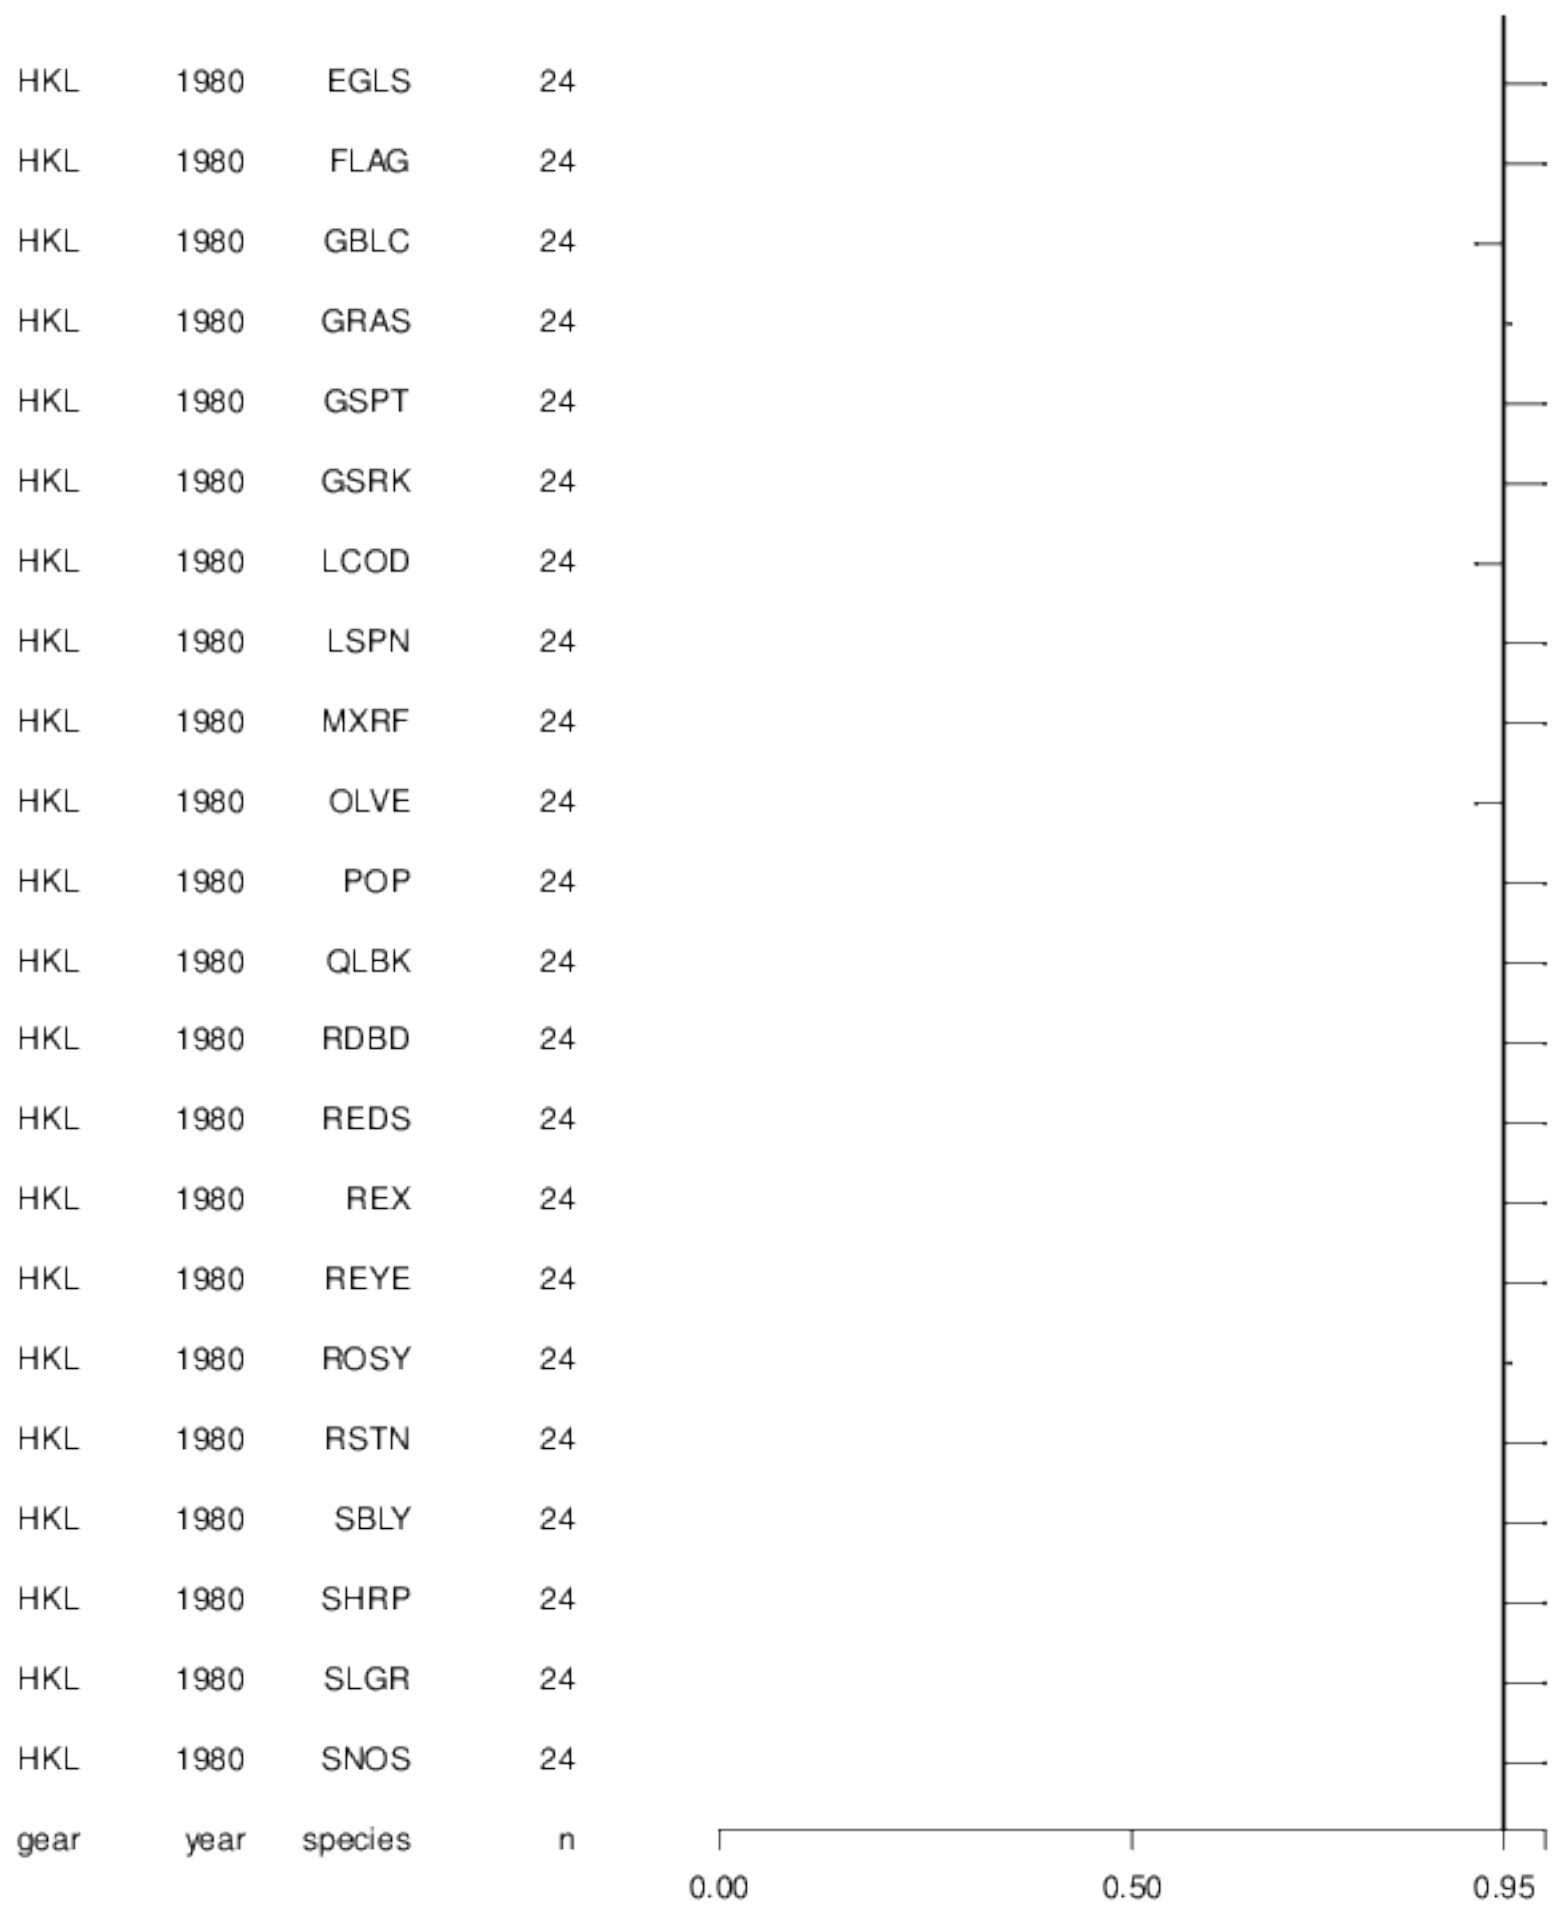 HKL 1980 EGLS 24
HKL 1980 FLAG 24
HKL 1980 GBLC 24
HKL 1980 GRAS 24
HKL 1980 GSPT 24
HKL 1980 GSRK 24
HKL 1980 LCOD 24
HKL 1980 LSPN 24
HKL 1980 MXRF 24
HKL 1980 OLVE 24
HKL 1980 POP 24
HKL 1980 QLBK 24
HKL 1980 RDBD 24
HKL 1980 REDS 24
HKL 1980 REX 24
HKL 1980 REYE 24
HKL 1980 ROSY 24
HKL 1980 RSTN 24
HKL 1980 SBLY 24
HKL 1980 SHRP 24
HKL 1980 SLGR 24
HKL 1980 SNOS 24
gear year species n
0.00 0.50 0.95